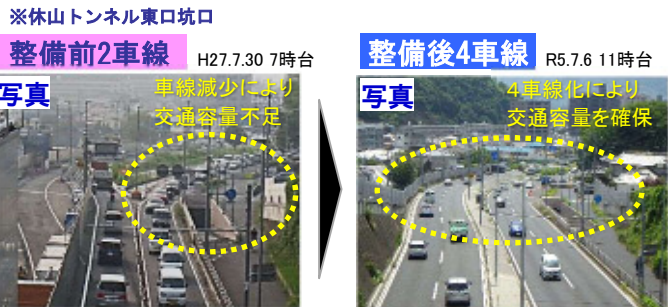 ※休山トンネル東口坑口
整備前2車線
H27.7.30 7時台
写真
車線減少により
交通容量不足
整備後4車線
R5.7.6 11時台
写真
４車線化により
交通容量を確保